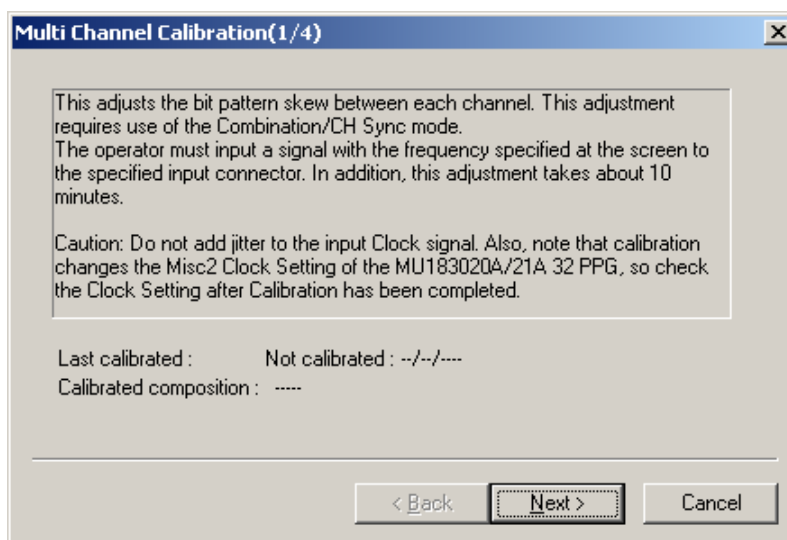 Multi Channel Calibration(1/4)
This adjusts the bit pattern skew between each channel. This adjustment
requires use of the Combination/CH Sync mode.
The operator must input a signal with the frequency specified at the screen to
the specified input connector. In addition, this adjustment takes about 10
minutes.
Caution: Do not add jitter to the input Clock signal. Also, note that calibration
changes the Misc2 Clock Setting of the MU183020A/21A 32 PPG, so check
the Clock Setting after Calibration has been completed.
Last calibrated : Not calibrated : --/--/----
Calibrated composition : -----
< Back Next > Cancel